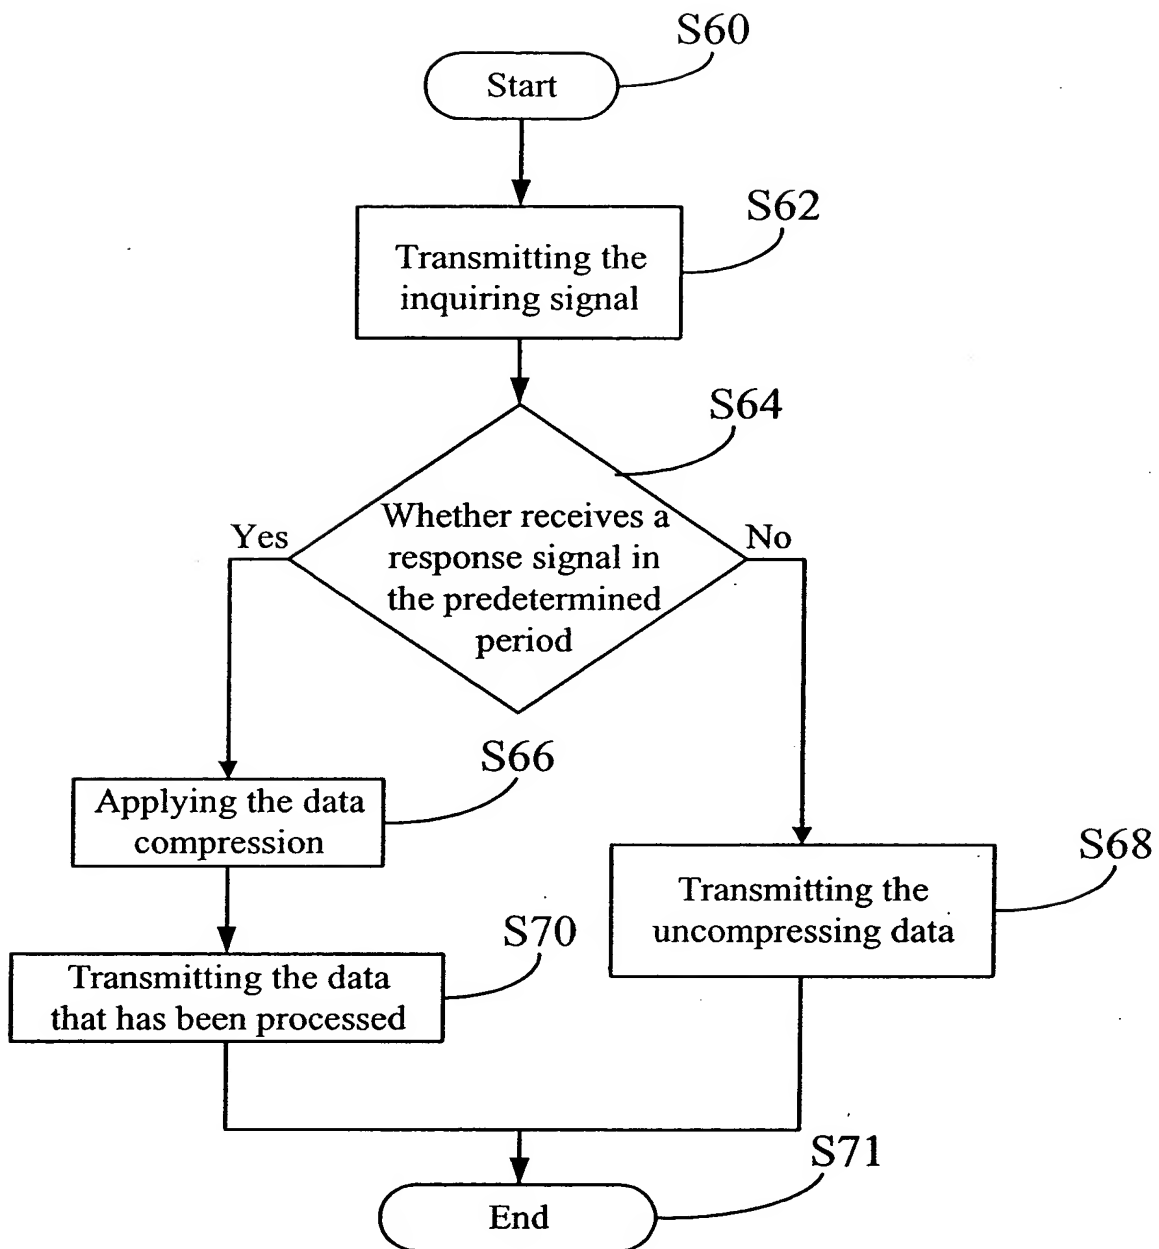 S60
Start
S62
Transmitting the
inquiring signal
S64
Whether receives a
response signal in
the predetermined
period
Yes
No
S66
Applying the data
compression
S68
Transmitting the
uncompressing data
S70
Transmitting the data
that has been processed
S71
End